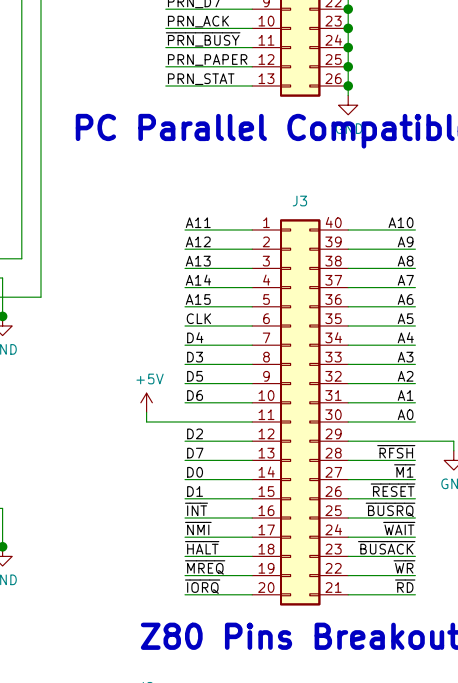 PRN_D7 9 22
PRN_ACK 10 23
PRN_BUSY 11 24
PRN_PAPER 12 25
PRN_STAT 13 26
GND
PC Parallel Compatibl
J3
A11 1 40 A10
A12 2 39 A9
A13 3 38 A8
A14 4 37 A7
A15 5 36 A6
CLK 6 35 A5
D4 7 34 A4
D3 8 33 A3
D5 9 32 A2
D6 10 31 A1
+5V 11 30 A0
D2 12 29
D7 13 28 RFSH
D0 14 27 M1
D1 15 26 RESET
INT 16 25 BUSRQ
NMI 17 24 WAIT
HALT 18 23 BUSACK
MREQ 19 22 WR
IORQ 20 21 RD
ND
GN
ND
Z80 Pins Breakout